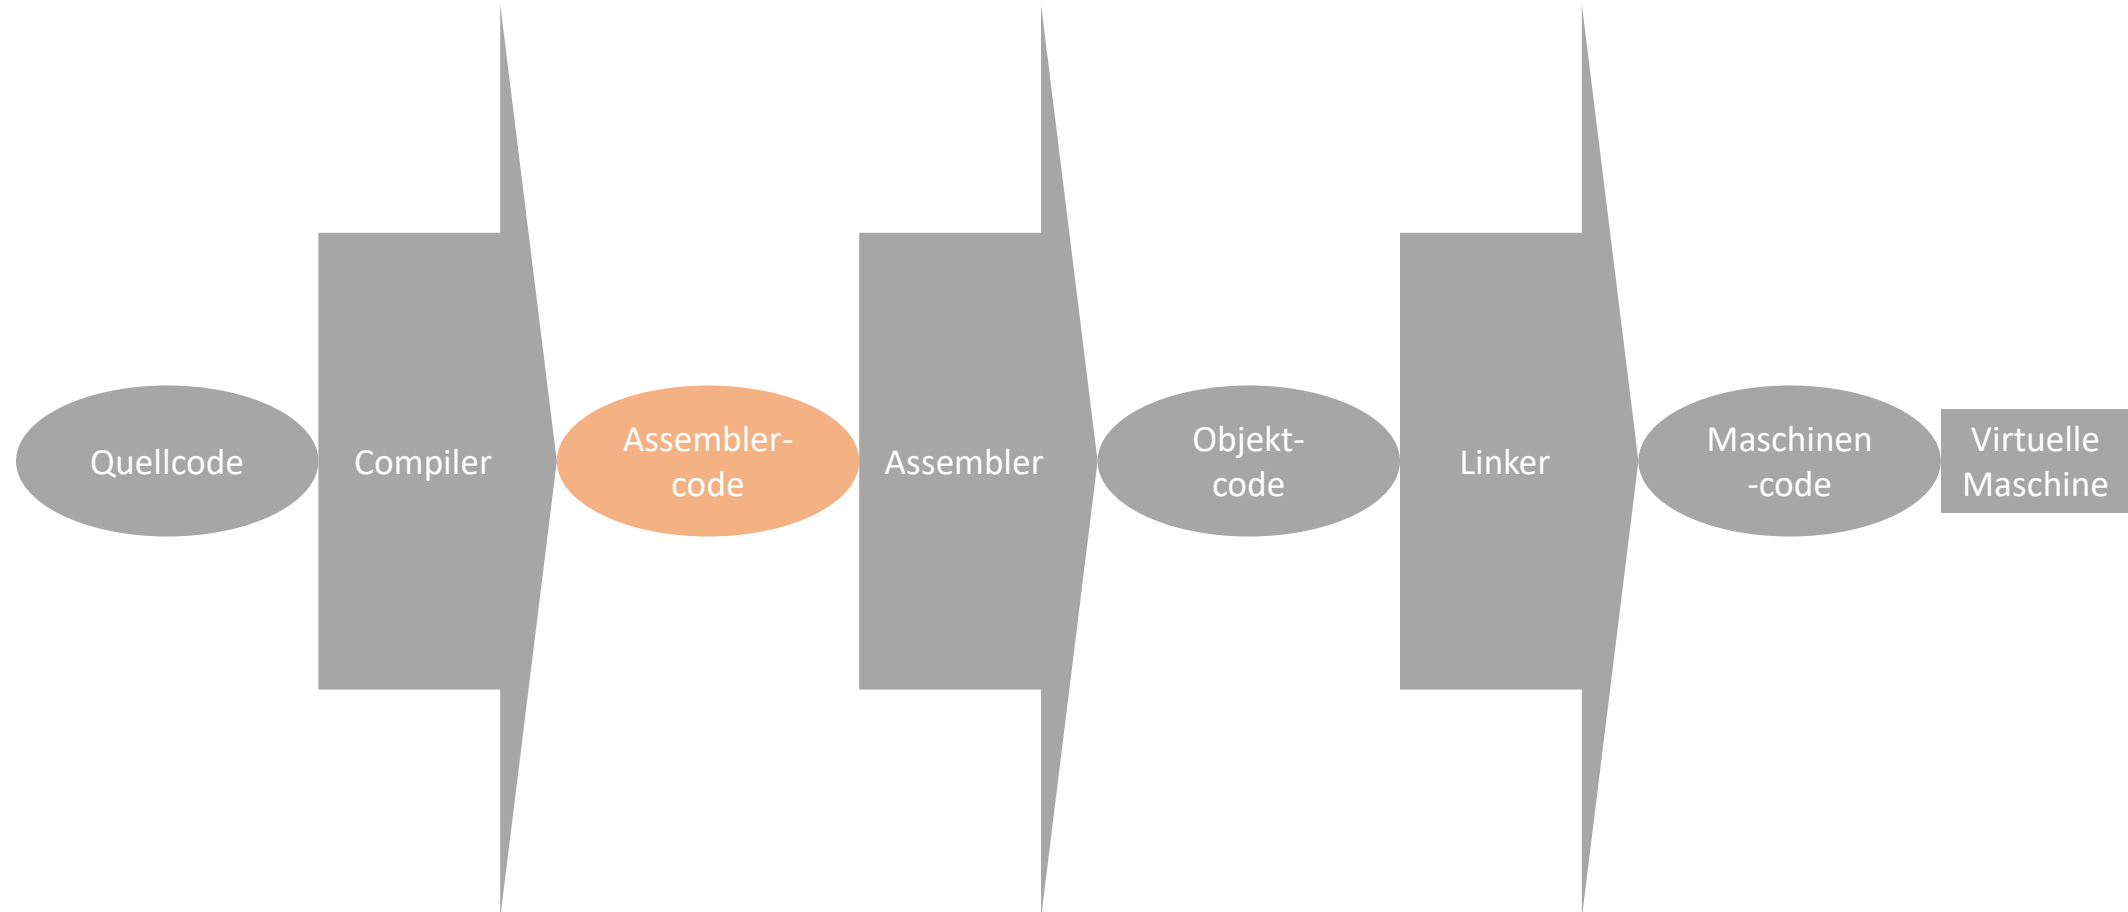 Quellcode
Compiler
Assembler-
code
Assembler
Objekt-
code
Linker
Maschinen
-code
Virtuelle
Maschine